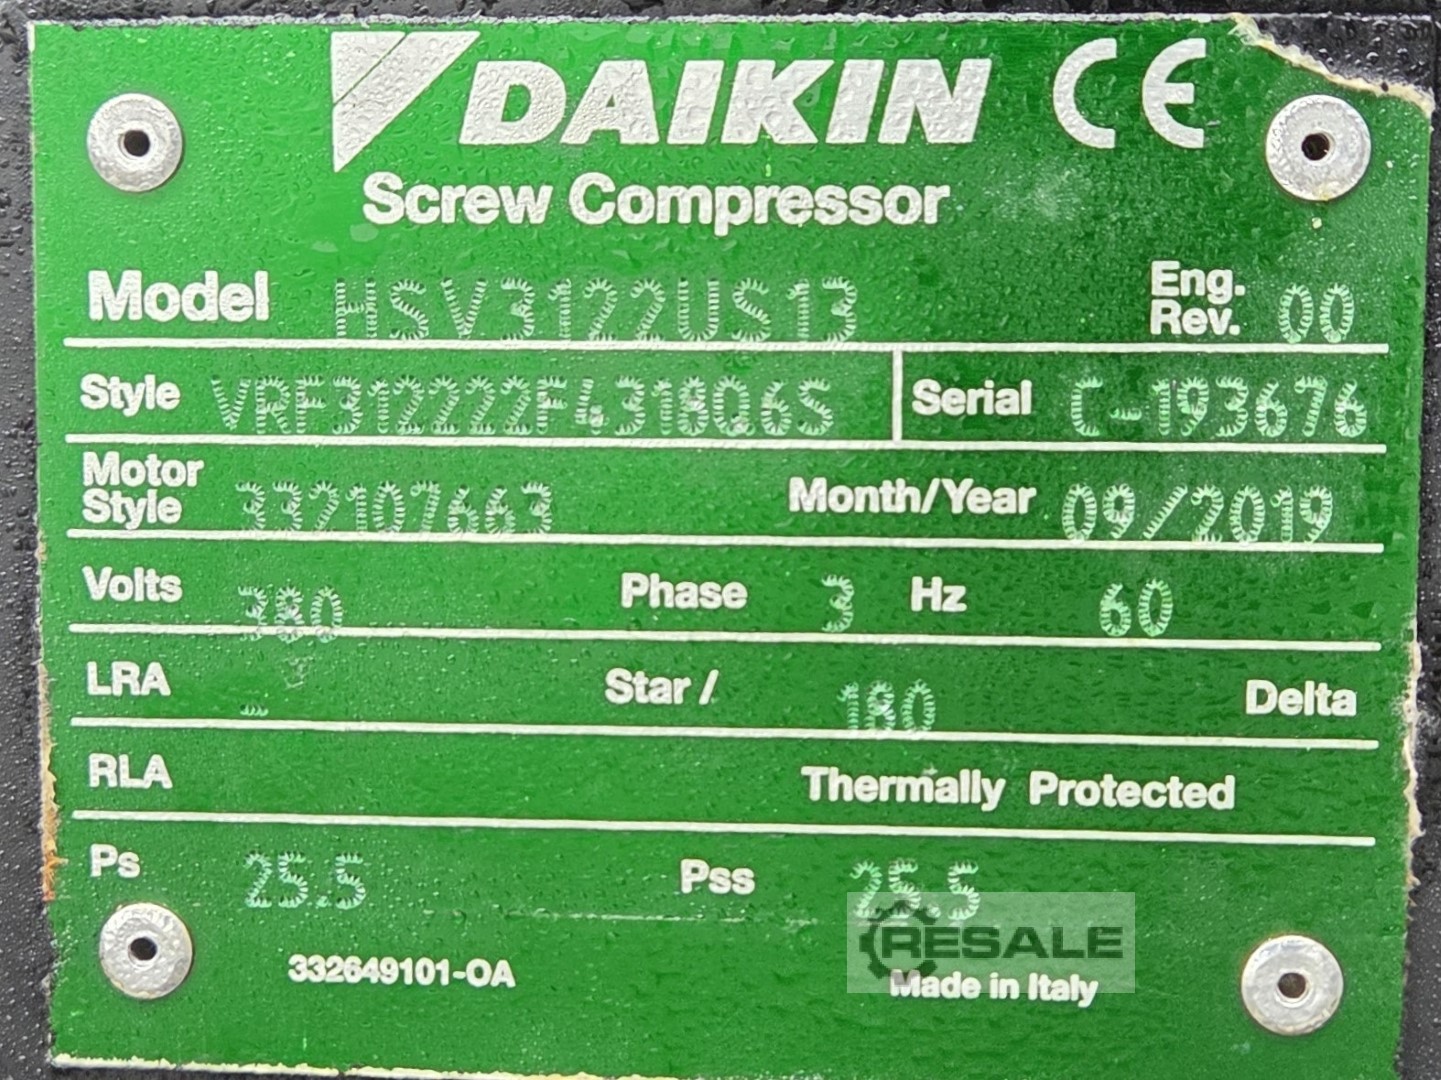 DAIKIN CE
Screw Compressor
Model HSV3122US13 Eng. Rev. 00
Style VRF312222F4318Q6S Serial C-193676
Motor Style 332107663 Month/Year 09/2019
Volts 380 Phase 3 Hz 60
LRA - Star / 180 Delta
RLA Thermally Protected
Ps 25.5 Pss 25.5
RESALE
332649101-OA Made in Italy